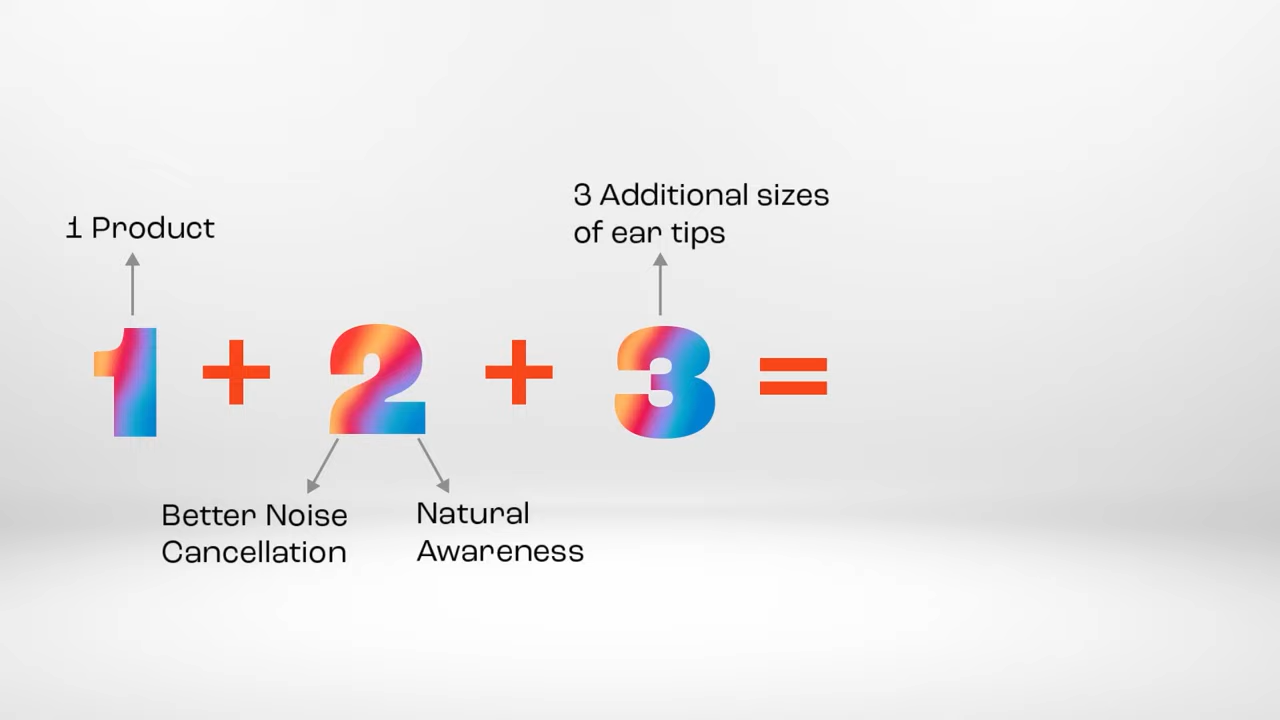 3 Additional sizes
of ear tips
1 Product
1 + 2 + 3 =
Better Noise
Cancellation
Natural
Awareness